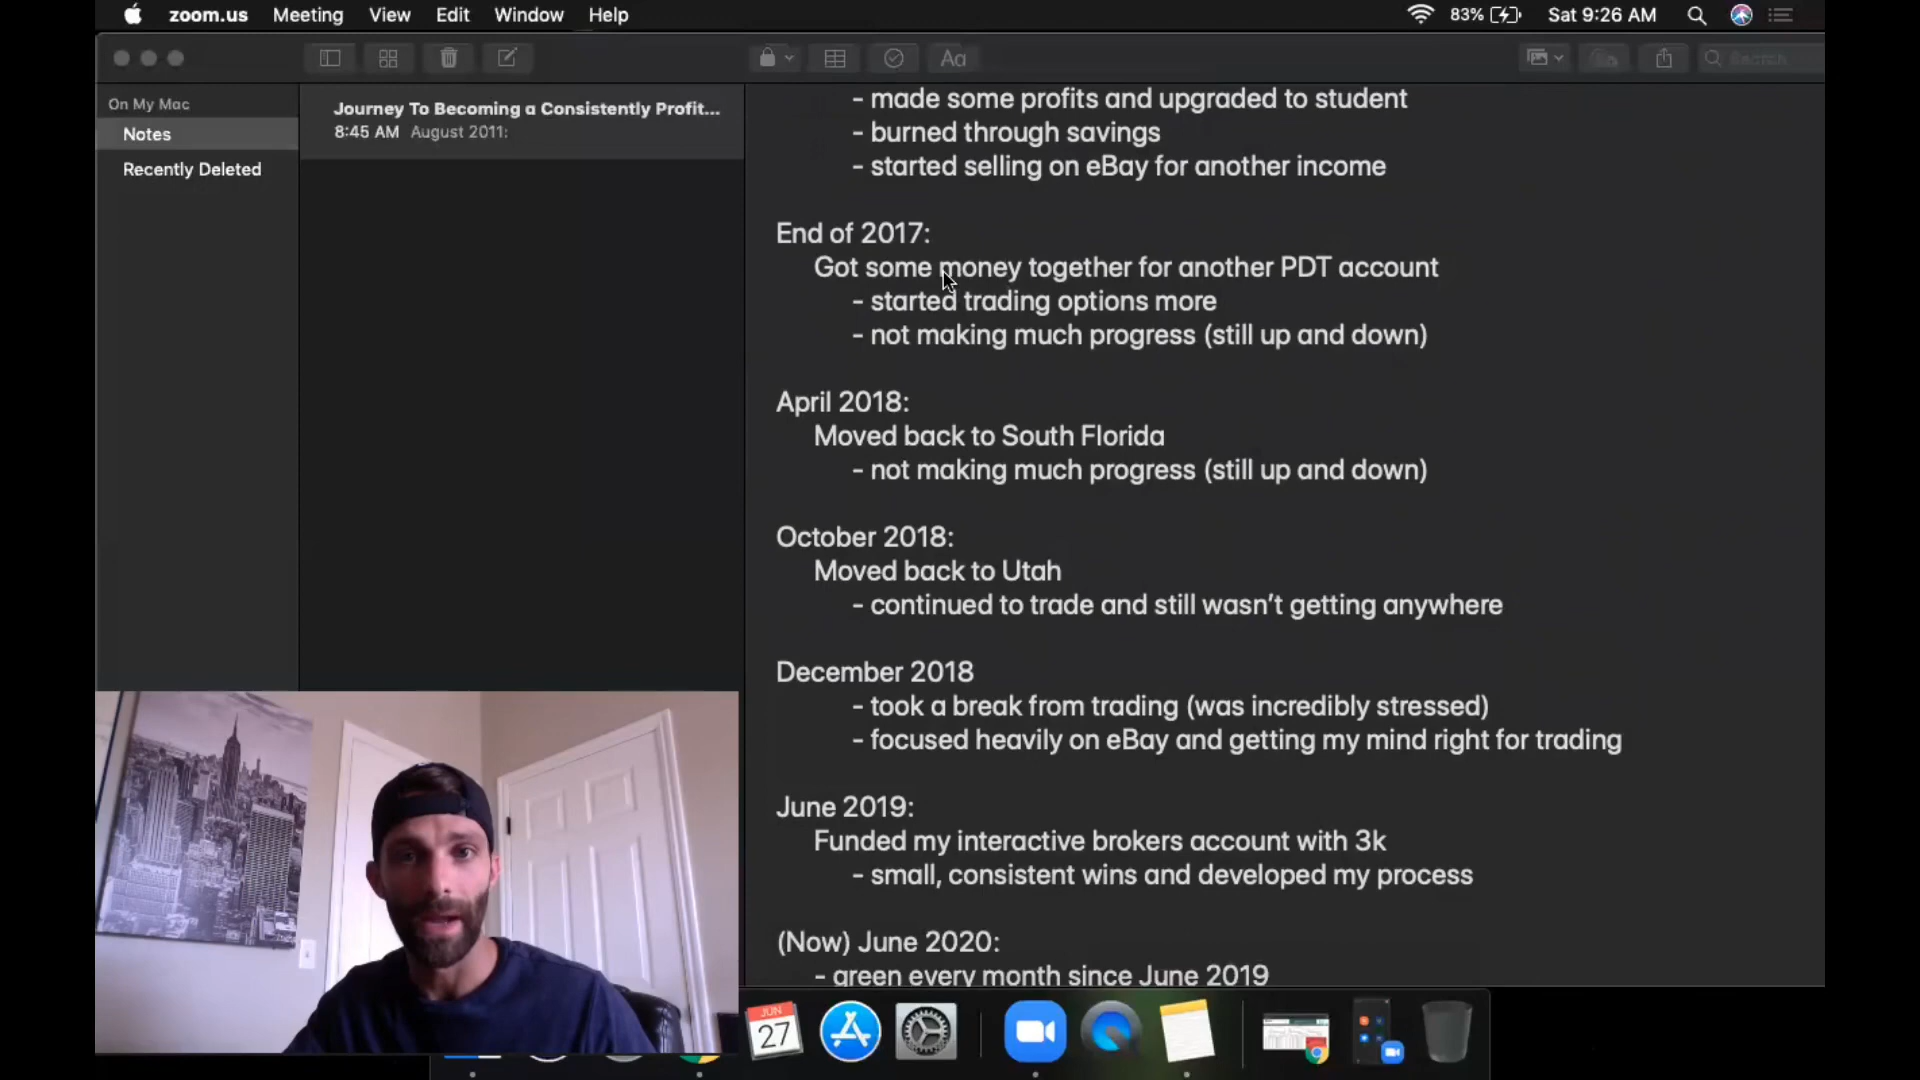 zoom.us Meeting View Edit Window Help
83% Sat 9:26 AM
Aa
Search
On My Mac
Notes
Recently Deleted
Journey To Becoming a Consistently Profit...
8:45 AM August 2011:
- made some profits and upgraded to student
- burned through savings
- started selling on eBay for another income
End of 2017:
Got some money together for another PDT account
- started trading options more
- not making much progress (still up and down)
April 2018:
Moved back to South Florida
- not making much progress (still up and down)
October 2018:
Moved back to Utah
- continued to trade and still wasn't getting anywhere
December 2018
- took a break from trading (was incredibly stressed)
- focused heavily on eBay and getting my mind right for trading
June 2019:
Funded my interactive brokers account with 3k
- small, consistent wins and developed my process
(Now) June 2020:
- green every month since June 2019
JUN
27